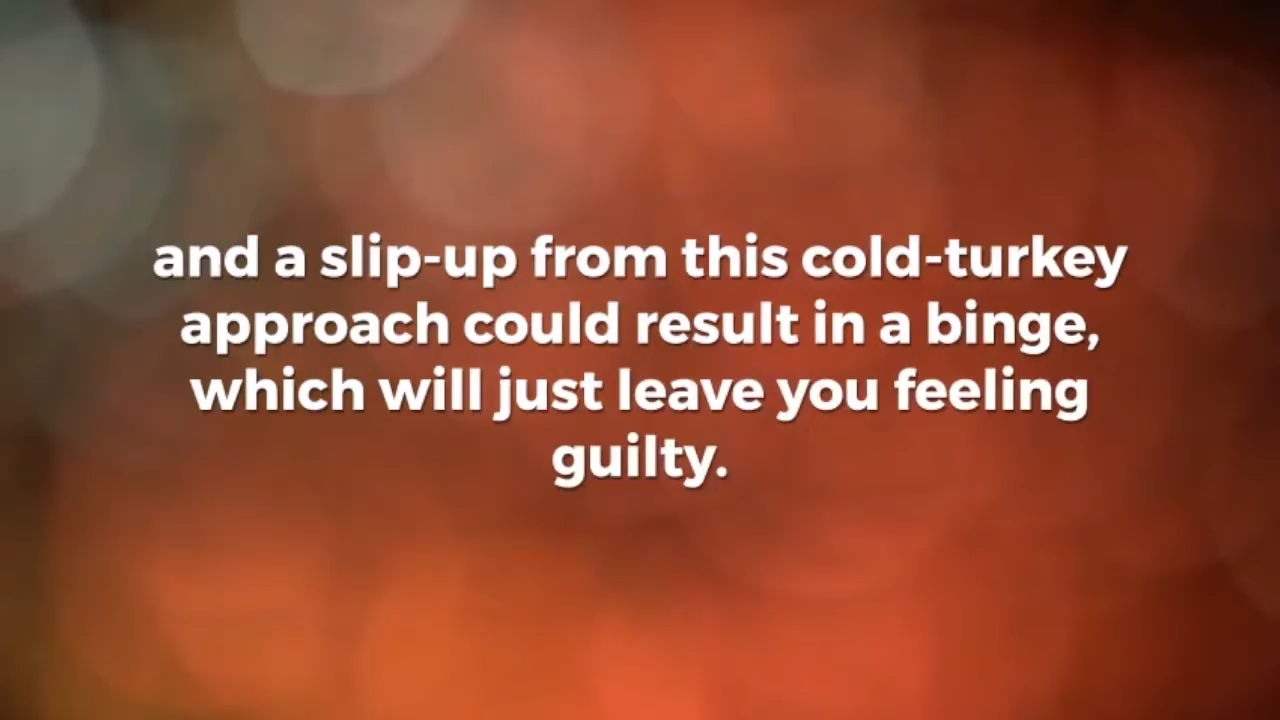 and a slip-up from this cold-turkey
approach could result in a binge,
which will just leave you feeling
guilty.